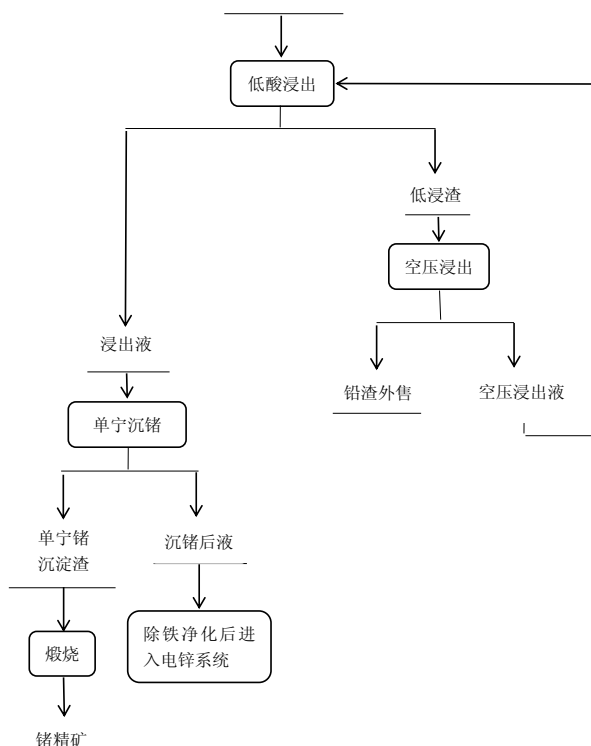 低酸浸出
低浸渣
空压浸出
浸出液
铅渣外售
空压浸出液
单宁沉锗
单宁锗
沉淀渣
沉锗后液
除铁净化后进
入电锌系统
煅烧
锗精矿